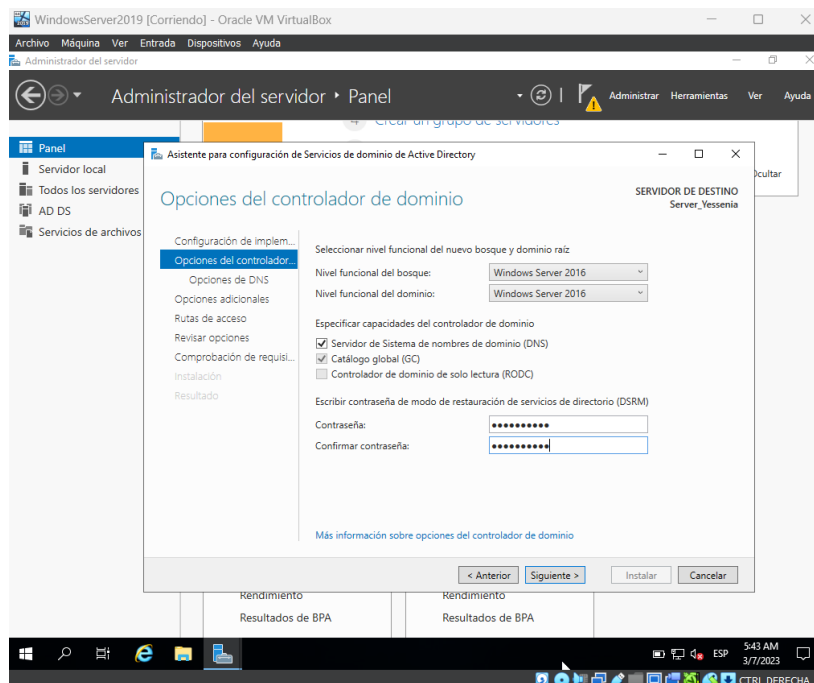 WindowsServer2019 [Corriendo] - Oracle VM VirtualBox
Archivo Máquina Ver Entrada Dispositivos Ayuda
Administrador del servidor
Administrador del servidor ‣ Panel
Administrar Herramientas Ver Ayuda
4 Crear un grupo de servidores
Panel
Servidor local
Todos los servidores
AD DS
Servicios de archivos
Ocultar
Asistente para configuración de Servicios de dominio de Active Directory
Opciones del controlador de dominio
SERVIDOR DE DESTINO
Server_Yessenia
Configuración de implem...
Opciones del controlador...
Opciones de DNS
Opciones adicionales
Rutas de acceso
Revisar opciones
Comprobación de requisi...
Instalación
Resultado
Seleccionar nivel funcional del nuevo bosque y dominio raíz
Nivel funcional del bosque: Windows Server 2016
Nivel funcional del dominio: Windows Server 2016
Especificar capacidades del controlador de dominio
Servidor de Sistema de nombres de dominio (DNS)
Catálogo global (GC)
Controlador de dominio de solo lectura (RODC)
Escribir contraseña de modo de restauración de servicios de directorio (DSRM)
Contraseña: ●●●●●●●●●●
Confirmar contraseña: ●●●●●●●●●●
Más información sobre opciones del controlador de dominio
< Anterior Siguiente > Instalar Cancelar
Rendimiento Rendimiento
Resultados de BPA Resultados de BPA
ESP
5:43 AM
3/7/2023
CTRL DERECHA